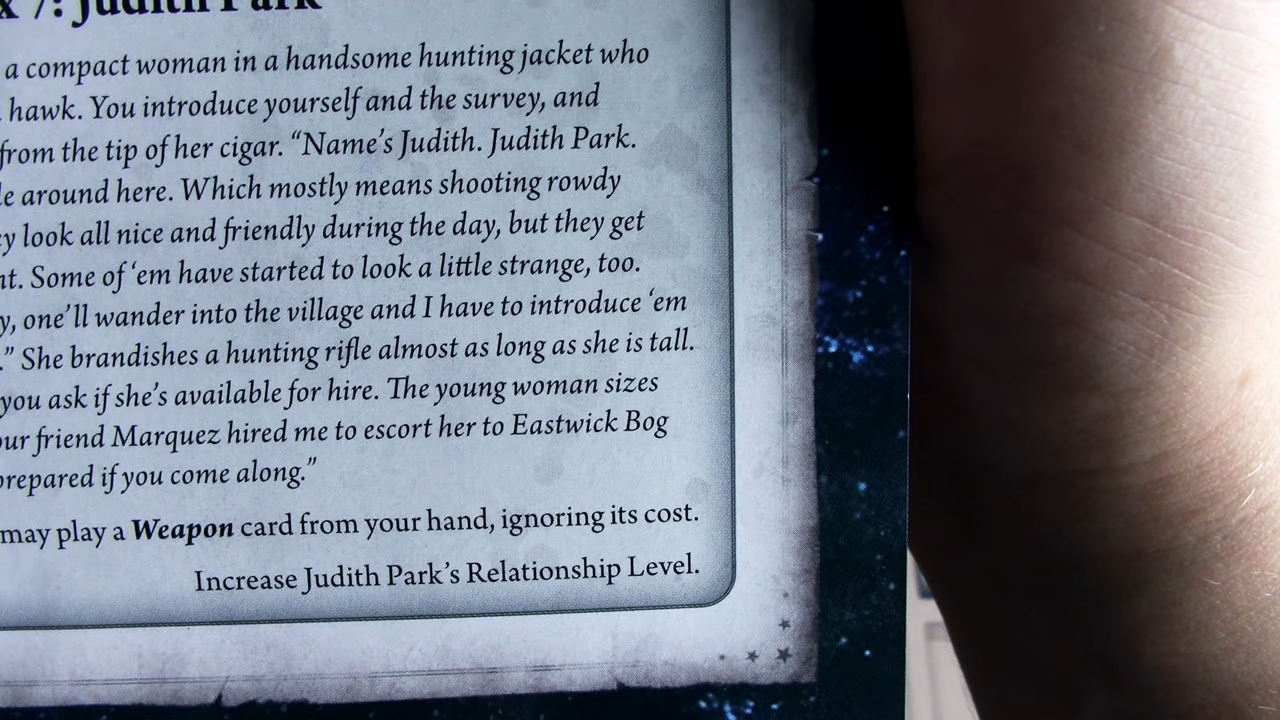 7: Judith Park
a compact woman in a handsome hunting jacket who
hawk. You introduce yourself and the survey, and
from the tip of her cigar. “Name’s Judith. Judith Park.
around here. Which mostly means shooting rowdy
look all nice and friendly during the day, but they get
Some of ‘em have started to look a little strange, too.
one’ll wander into the village and I have to introduce ‘em
.” She brandishes a hunting rifle almost as long as she is tall.
you ask if she’s available for hire. The young woman sizes
friend Marquez hired me to escort her to Eastwick Bog
prepared if you come along.”
may play a Weapon card from your hand, ignoring its cost.
Increase Judith Park’s Relationship Level.